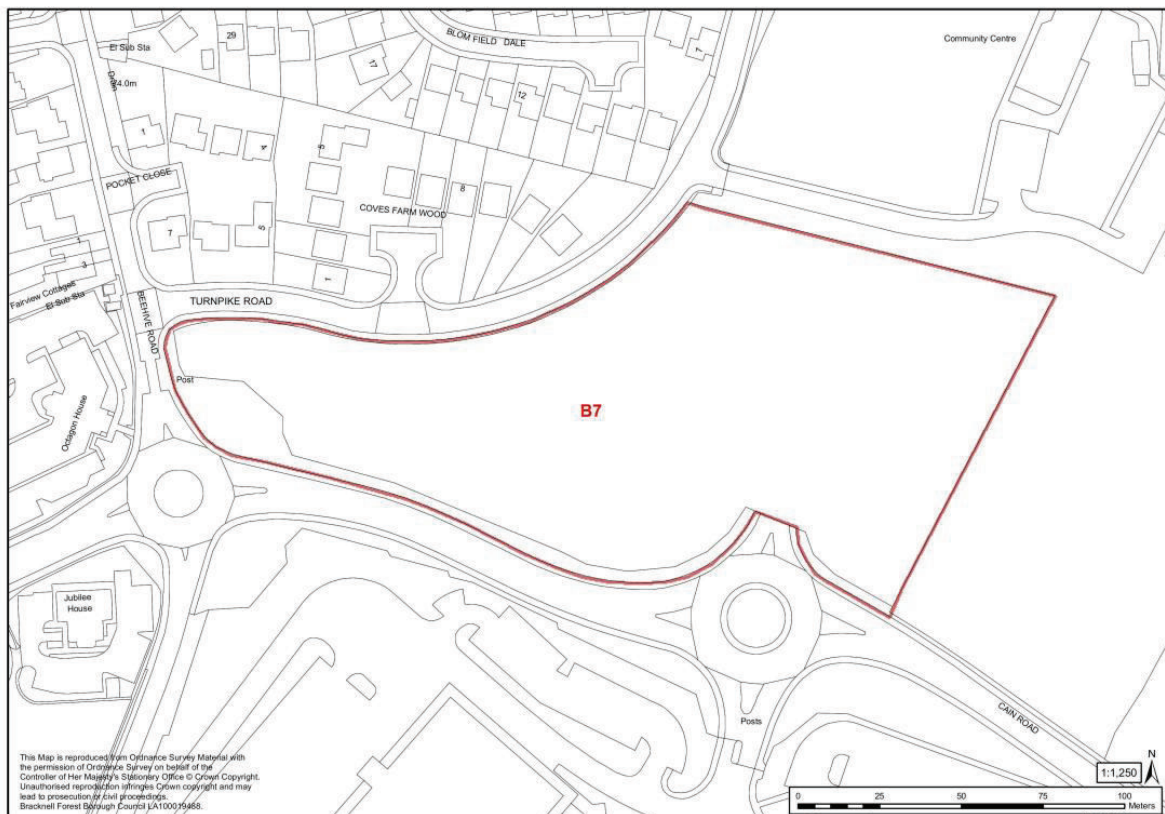 BLOM FIELD DALE
29
El Sub Sta
Community Centre
7
17
Drain
74.0m
12
1
4
5
POCKET CLOSE
8
COVES FARM WOOD
7
5
1
3
1
Fairview Cottages
El Sub Sta
BEEHIVE ROAD
TURNPIKE ROAD
Post
B7
Octagon House
Jubilee
House
Posts
CAIN ROAD
This Map is reproduced from Ordnance Survey Material with
the permission of Ordnance Survey on behalf of the
Controller of Her Majesty's Stationery Office © Crown Copyright.
Unauthorised reproduction infringes Crown copyright and may
lead to prosecution or civil proceedings.
Bracknell Forest Borough Council LA100019488.
N
1:1,250
0 25 50 75 100
Meters